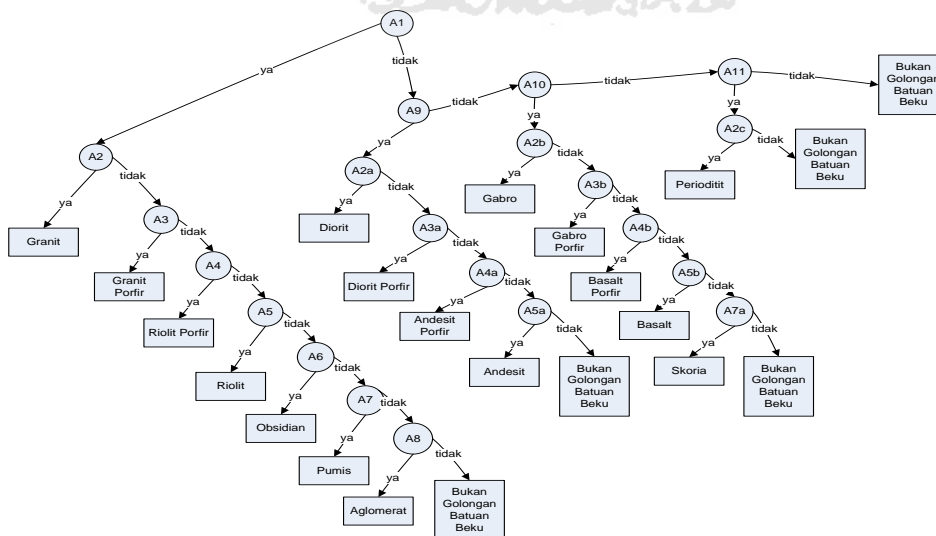 A1
ya
tidak
A9
tidak
A10
tidak
A11
tidak
Bukan
Golongan
Batuan
Beku
A2
ya
tidak
Granit
A3
ya
tidak
Granit
Porfir
A4
ya
tidak
Riolit Porfir
A5
ya
tidak
Riolit
A6
ya
tidak
Obsidian
A7
ya
tidak
Pumis
A8
ya
tidak
Aglomerat
Bukan
Golongan
Batuan
Beku
ya
A2a
ya
tidak
Diorit
A3a
ya
tidak
Diorit Porfir
A4a
ya
tidak
Andesit
Porfir
A5a
ya
tidak
Andesit
Bukan
Golongan
Batuan
Beku
ya
A2b
ya
tidak
Gabro
A3b
ya
tidak
Gabro
Porfir
A4b
ya
tidak
Basalt
Porfir
A5b
ya
tidak
Basalt
A7a
ya
tidak
Skoria
Bukan
Golongan
Batuan
Beku
ya
A2c
ya
tidak
Perioditit
Bukan
Golongan
Batuan
Beku